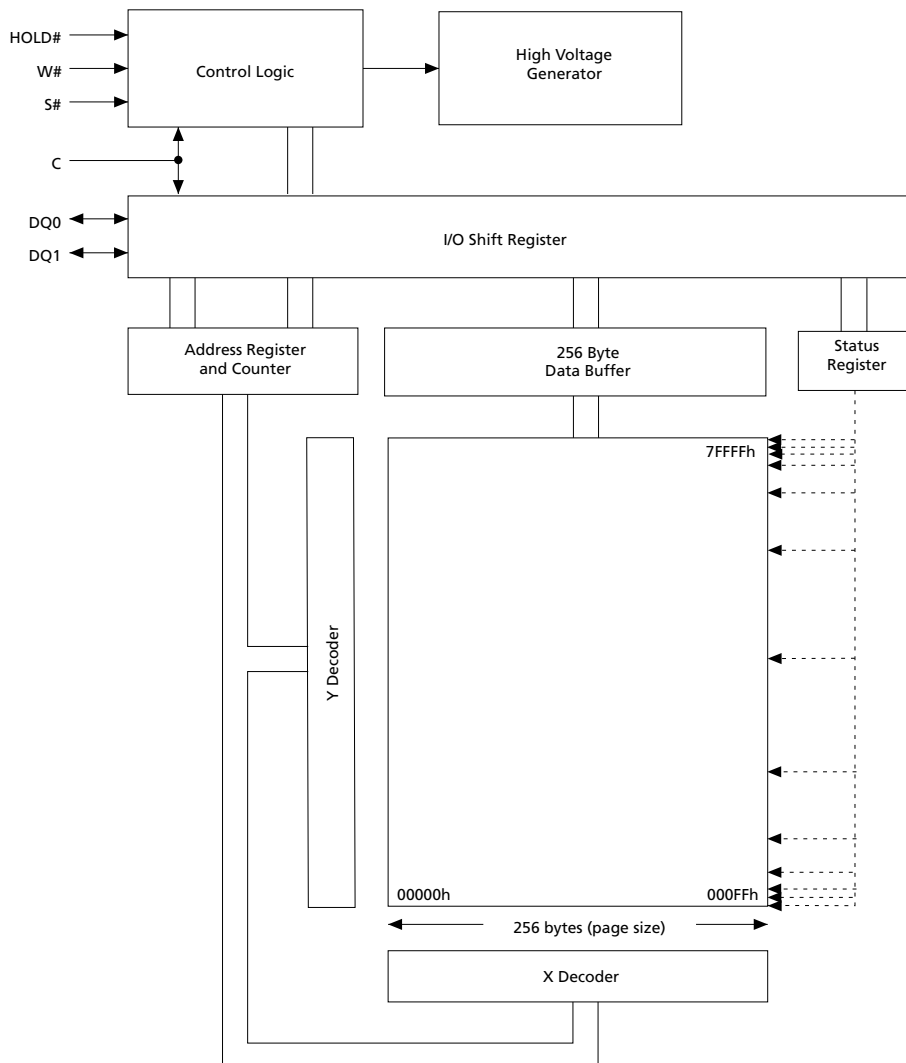 HOLD#
W#
S#
C
DQ0
DQ1
Control Logic
High Voltage
Generator
I/O Shift Register
Address Register
and Counter
256 Byte
Data Buffer
Status
Register
Y Decoder
7FFFFh
00000h
000FFh
256 bytes (page size)
X Decoder